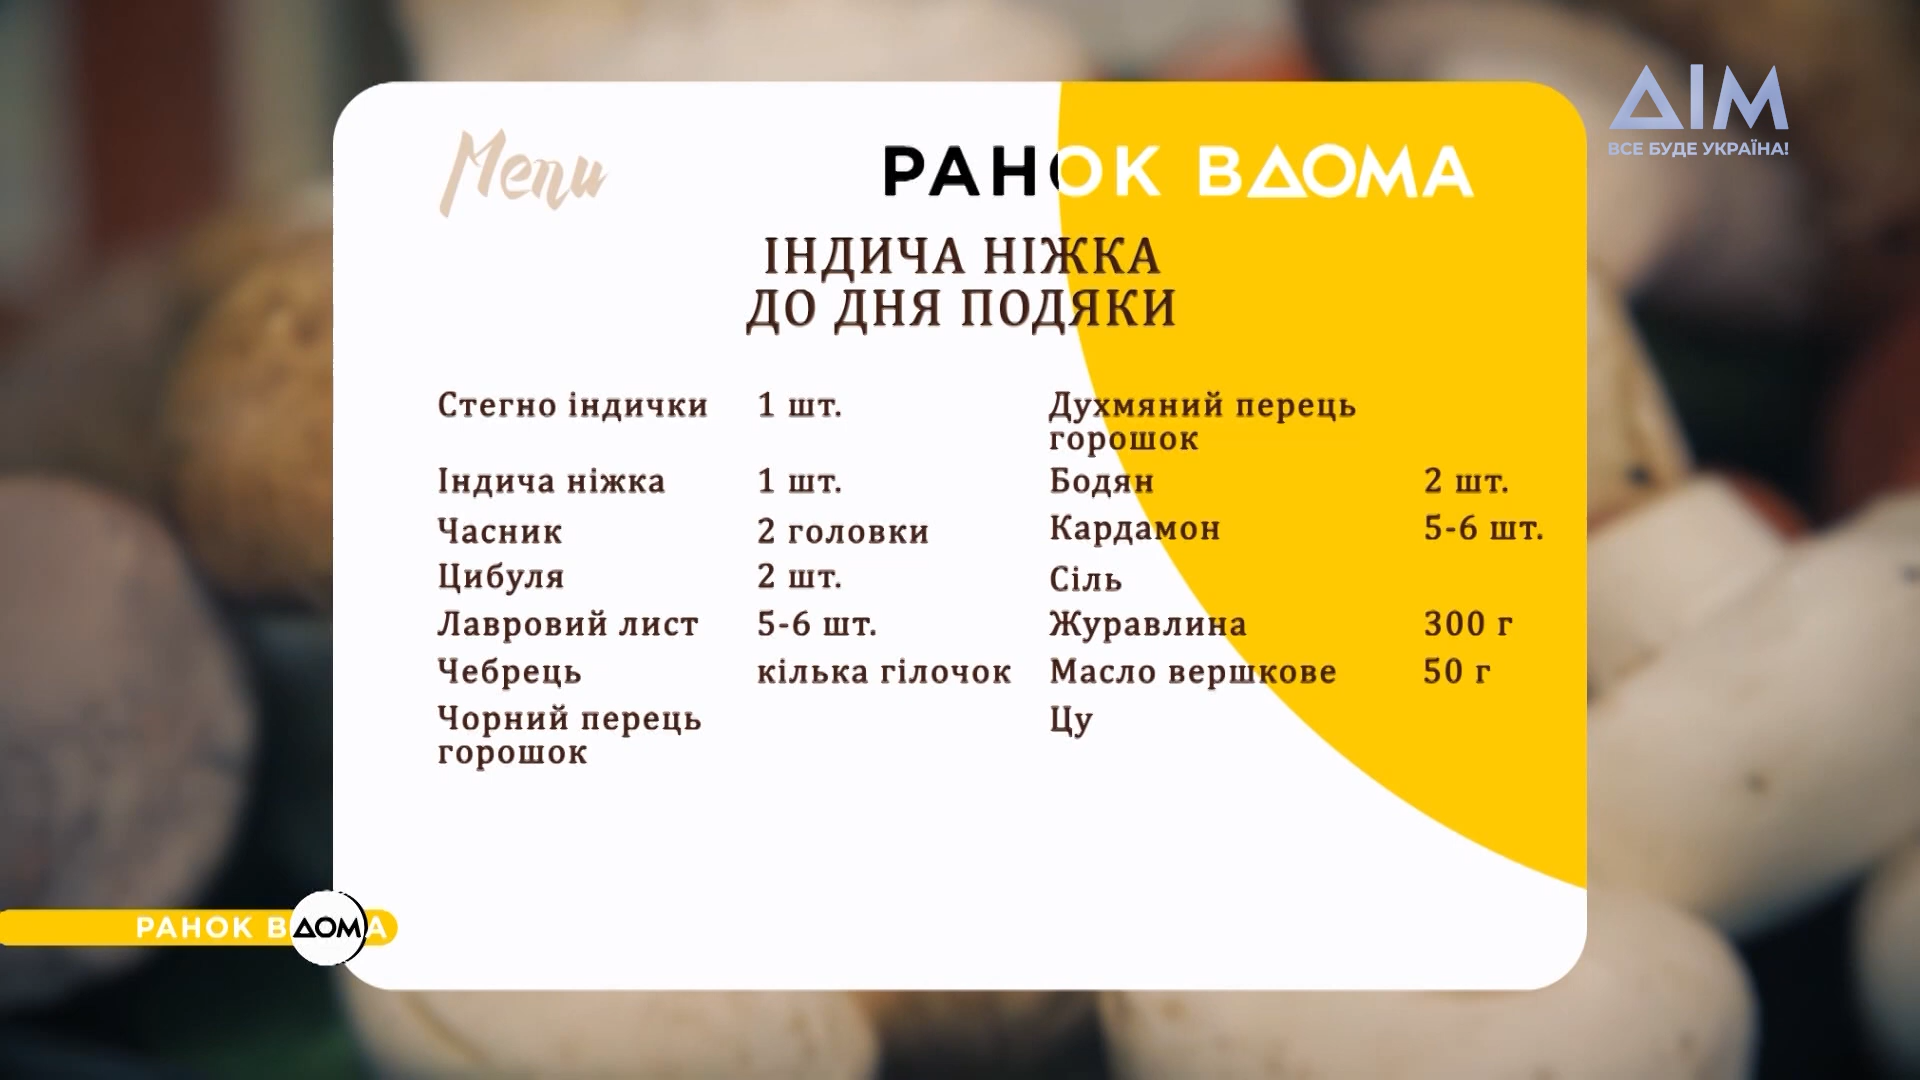 Menu
РАНОК ВДОМА
ДІМ
ВСЕ БУДЕ УКРАЇНА!
ІНДИЧА НІЖКА
ДО ДНЯ ПОДЯКИ
Стегно індички 1 шт.
Індича ніжка 1 шт.
Часник 2 головки
Цибуля 2 шт.
Лавровий лист 5-6 шт.
Чебрець кілька гілочок
Чорний перець
горошок
Духмяний перець
горошок
Бодян 2 шт.
Кардамон 5-6 шт.
Сіль
Журавлина 300 г
Масло вершкове 50 г
Цу
РАНОК ВДОМА